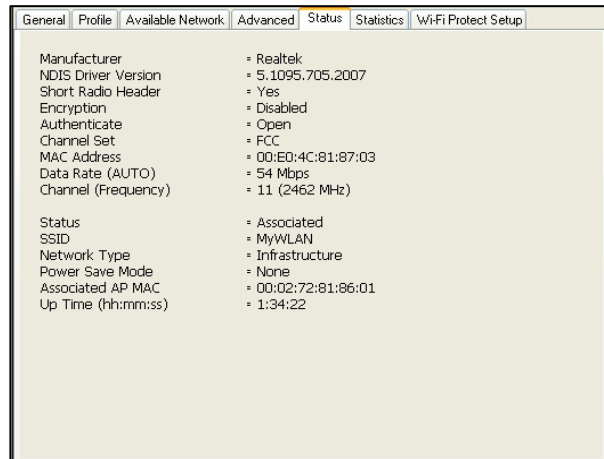 General Profile Available Network Advanced Status Statistics Wi-Fi Protect Setup
Manufacturer = Realtek
NDIS Driver Version = 5.1095.705.2007
Short Radio Header = Yes
Encryption = Disabled
Authenticate = Open
Channel Set = FCC
MAC Address = 00:E0:4C:81:87:03
Data Rate (AUTO) = 54 Mbps
Channel (Frequency) = 11 (2462 MHz)
Status = Associated
SSID = MyWLAN
Network Type = Infrastructure
Power Save Mode = None
Associated AP MAC = 00:02:72:81:86:01
Up Time (hh:mm:ss) = 1:34:22